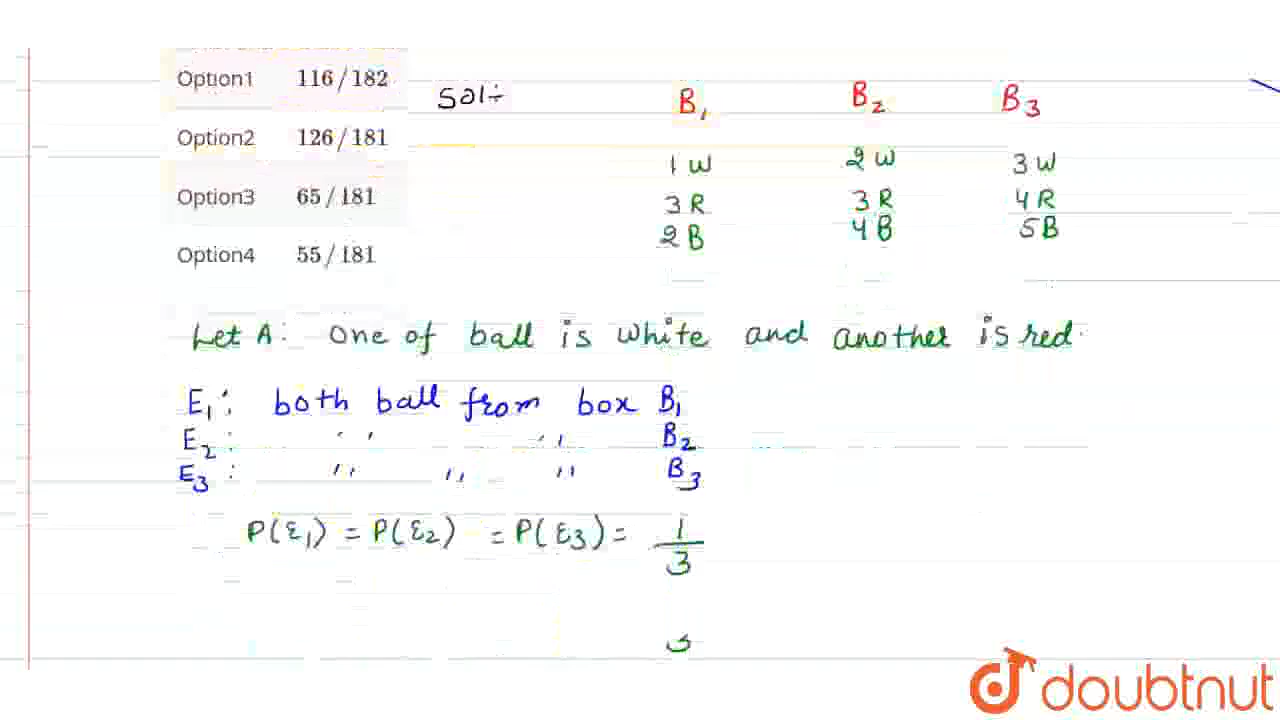 Option1 116 / 182
Option2 126 / 181
Option3 65 / 181
Option4 55 / 181
Sol:-
B1 B2 B3
1 W 2 W 3 W
3 R 3 R 4 R
2 B 4 B 5 B
Let A: One of ball is white and another is red.
E1: both ball from box B1
E2: '' '' B2
E3: '' '' '' B3
P(E1) = P(E2) = P(E3) = 1/3
doubtnut